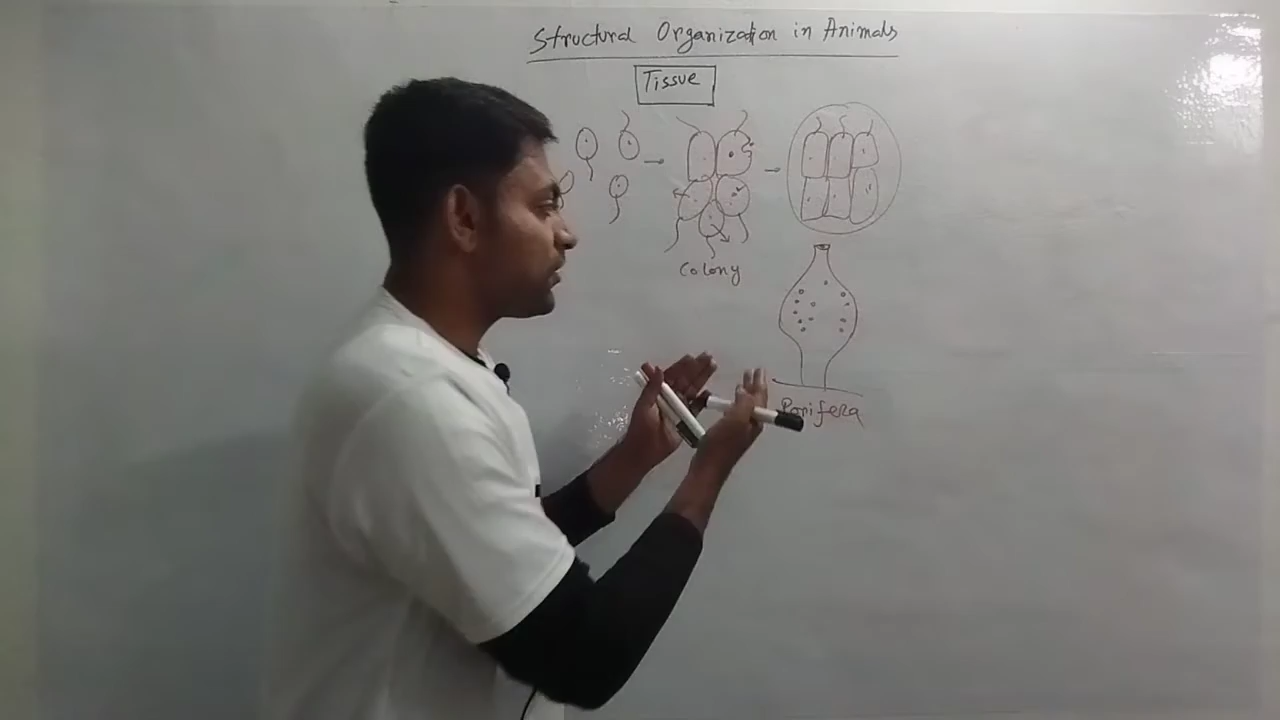 Structural Organization in Animals
Tissue
Colony
Porifera